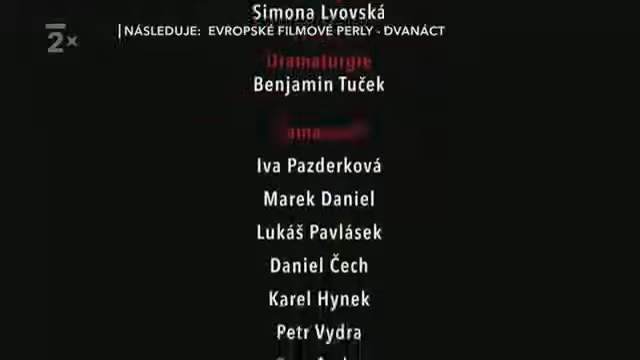 Simona Lvovská
NÁSLEDUJE: EVROPSKÉ FILMOVÉ PERLY - DVANÁCT
2
Dramaturgie
Benjamin Tuček
Iva Pazderková
Marek Daniel
Lukáš Pavlásek
Daniel Čech
Karel Hynek
Petr Vydra